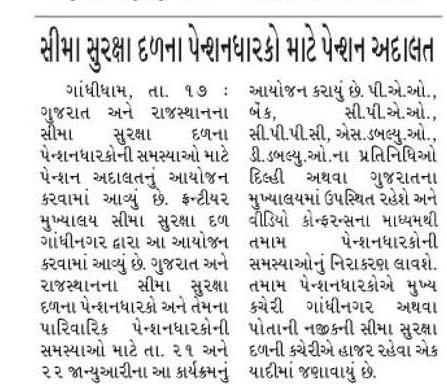 સીમા સુરક્ષા દળના પેન્શનધારકો માટે પેન્શન અદાલત
ગાંધીધામ, તા. ૧૭ :
ગુજરાત અને રાજસ્થાનના
સીમા સુરક્ષા દળના
પેન્શનધારકોની સમસ્યાઓ માટે
પેન્શન અદાલતનું આયોજન
કરવામાં આવ્યું છે. ફ્રન્ટીયર
મુખ્યાલય સીમા સુરક્ષા દળ
ગાંધીનગર દ્વારા આ આયોજન
કરવામાં આવ્યું છે. ગુજરાત અને
રાજસ્થાનના સીમા સુરક્ષા
દળના પેન્શનધારકો અને તેમના
પારિવારિક પેન્શનધારકોની
સમસ્યાઓ માટે તા. ૨૧ અને
૨૨ જાન્યુઆરીના આ કાર્યક્રમનું
આયોજન કરાયું છે. પી.એ.ઓ.,
બેંક, સી.પી.એ.ઓ.,
સી.પી.પી.સી, એસ.ડબલ્યુ.ઓ.,
ડી.ડબલ્યુ.ઓ.ના પ્રતિનિધિઓ
દિલ્હી અથવા ગુજરાતના
મુખ્યાલયમાં ઉપસ્થિત રહેશે અને
વીડિયો કોન્ફરન્સના માધ્યમથી
તમામ પેન્શનધારકોની
સમસ્યાઓનું નિરાકરણ લાવશે.
તમામ પેન્શનધારકોએ મુખ્ય
કચેરી ગાંધીનગર અથવા
પોતાની નજીકની સીમા સુરક્ષા
દળની કચેરીએ હાજર રહેવા એક
યાદીમાં જણાવાયું છે.